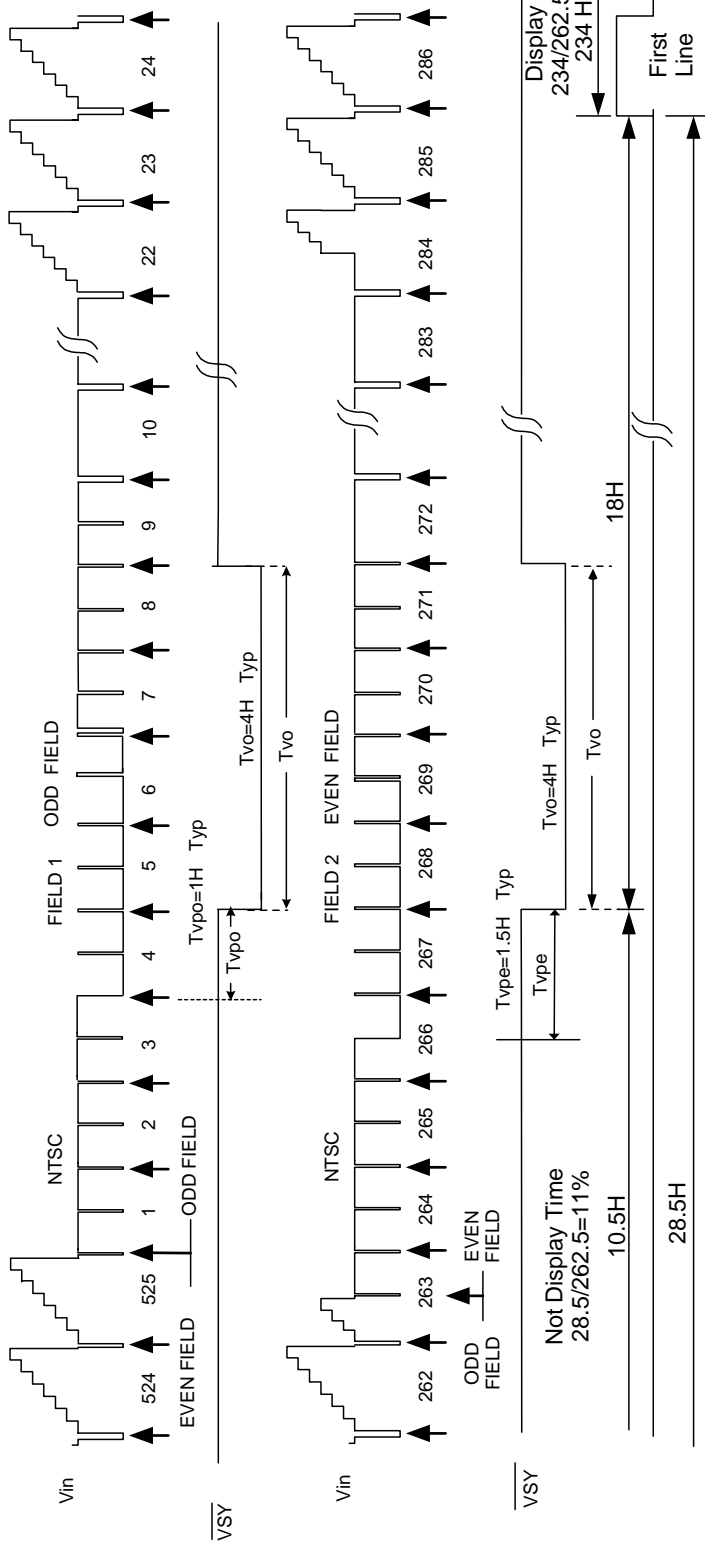 Vin
NTSC
FIELD 1
ODD FIELD
524
525
1
2
3
4
5
6
7
8
9
10
22
23
24
EVEN FIELD
ODD FIELD
VSY
Tvpo=1H Typ
Tvpo
Tvo=4H Typ
Tvo
Vin
NTSC
FIELD 2
EVEN FIELD
262
263
264
265
266
267
268
269
270
271
272
283
284
285
286
ODD
FIELD
EVEN
FIELD
VSY
Tvpe=1.5H Typ
Tvpe
Tvo=4H Typ
Tvo
Not Display Time
28.5/262.5=11%
Display
234/262.5
234 H
10.5H
18H
First
Line
28.5H